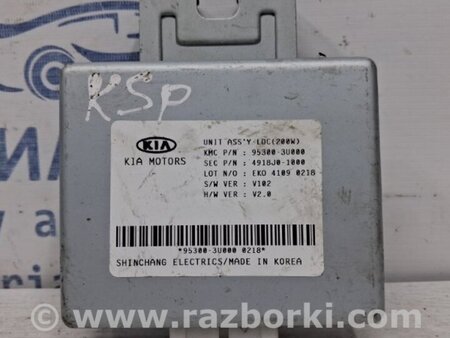 KSP
KIA
KIA MOTORS
UNIT ASS'Y-LDC(200W)
KMC P/N : 95300-3U000
SEC P/N : 4918J0-1000
LOT N/O : EKO 4109 0218
S/W VER : V102
H/W VER : V2.0
*95300-3U000 0218*
SHINCHANG ELECTRICS/MADE IN KOREA
www.razborki.com